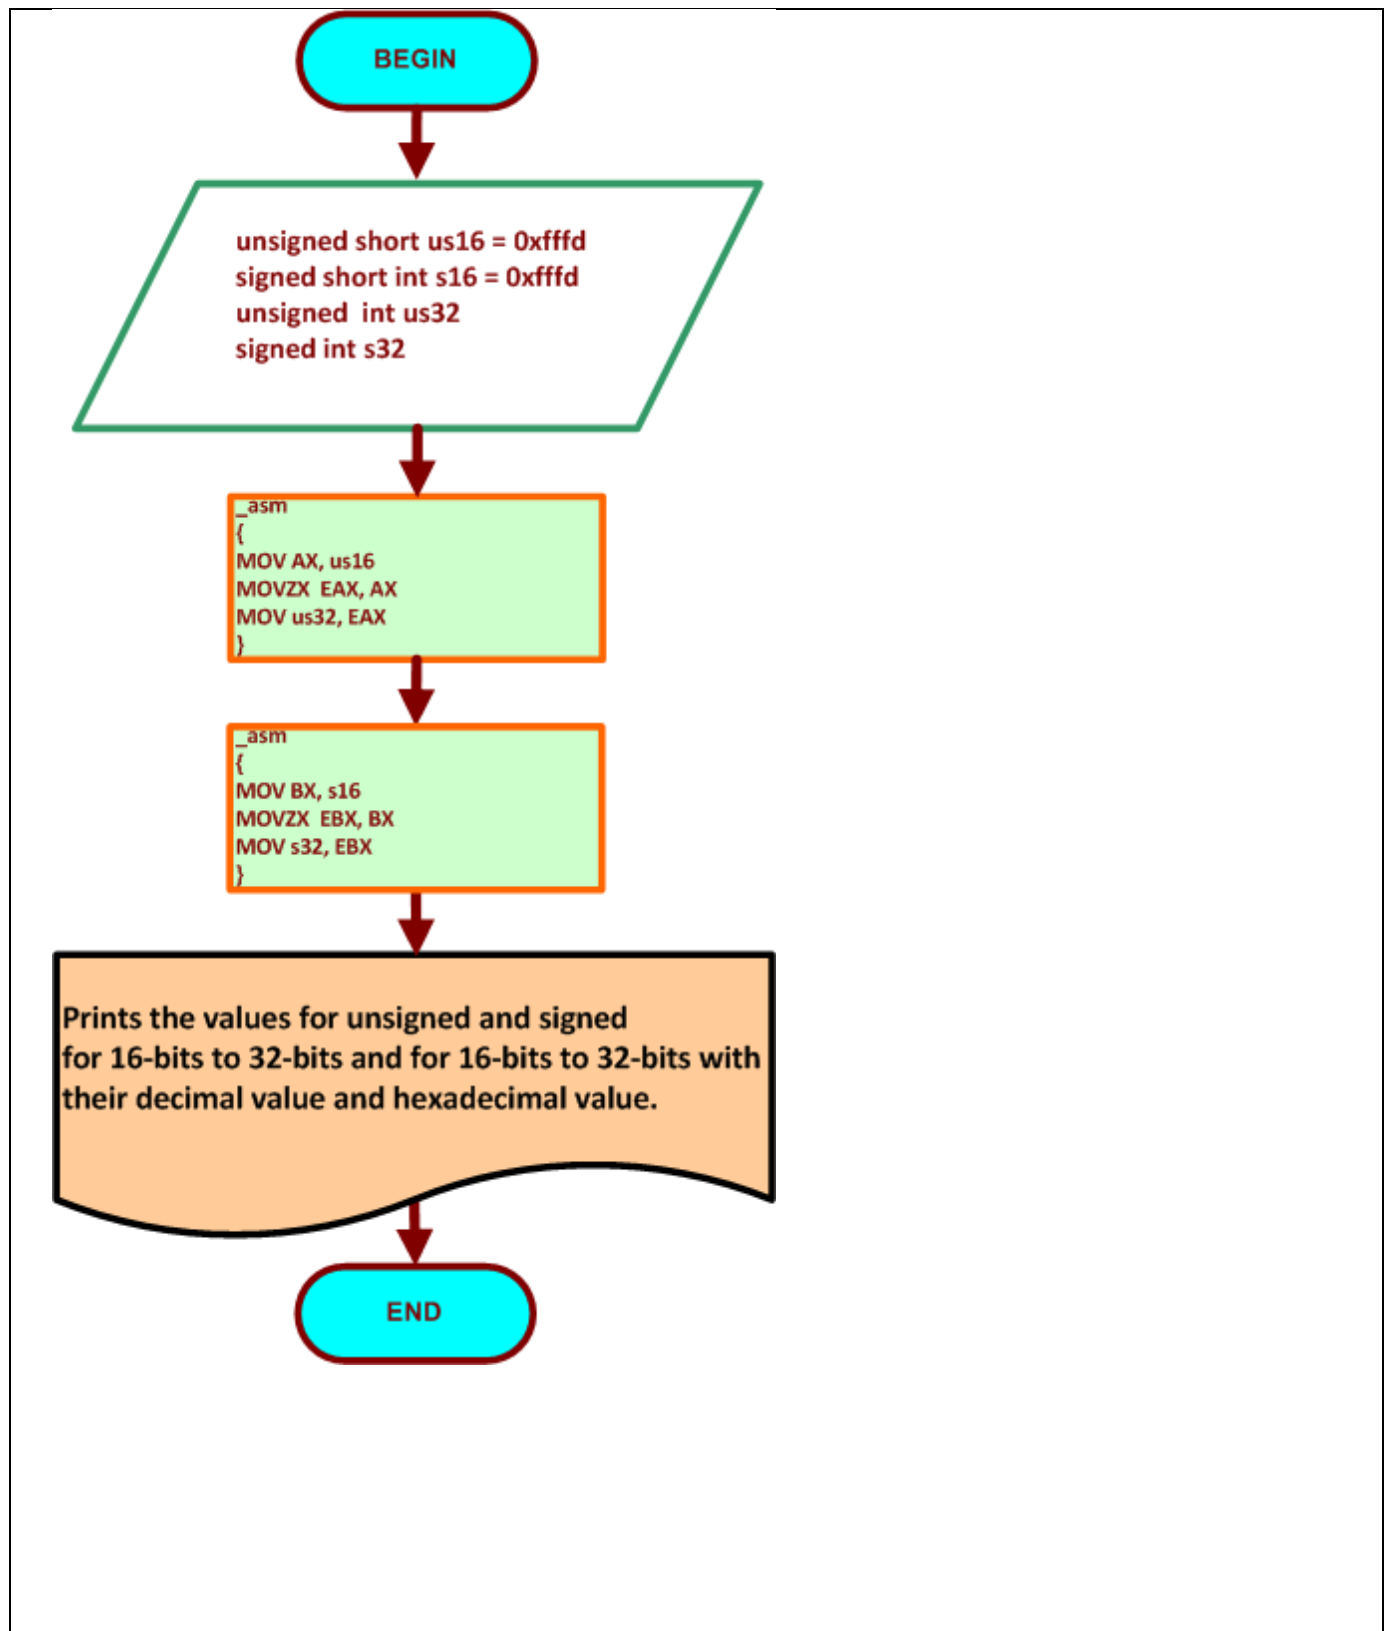 BEGIN
unsigned short us16 = 0xfffd
signed short int s16 = 0xfffd
unsigned  int us32
signed int s32
_asm
{
MOV AX, us16
MOVZX  EAX, AX
MOV us32, EAX
}
_asm
{
MOV BX, s16
MOVZX  EBX, BX
MOV s32, EBX
}
Prints the values for unsigned and signed
for 16-bits to 32-bits and for 16-bits to 32-bits with
their decimal value and hexadecimal value.
END